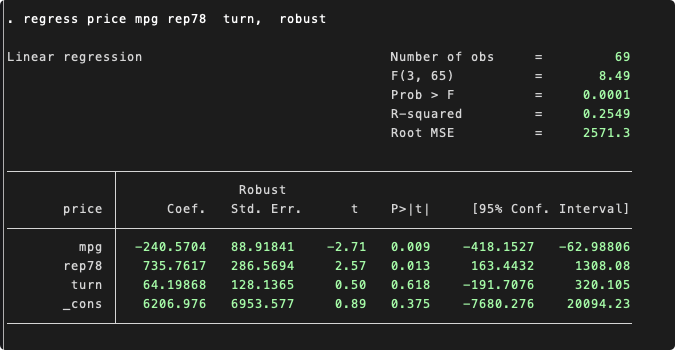 . regress price mpg rep78  turn,  robust
Linear regression                               Number of obs     =         69
                                                F(3, 65)          =       8.49
                                                Prob > F          =     0.0001
                                                R-squared         =     0.2549
                                                Root MSE          =     2571.3
                             Robust
       price        Coef.   Std. Err.      t    P>|t|     [95% Conf. Interval]
         mpg    -240.5704   88.91841    -2.71   0.009    -418.1527   -62.98806
       rep78     735.7617   286.5694     2.57   0.013     163.4432     1308.08
        turn     64.19868   128.1365     0.50   0.618    -191.7076     320.105
       _cons     6206.976   6953.577     0.89   0.375    -7680.276    20094.23